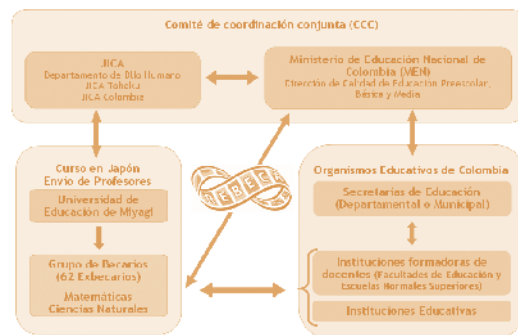 Comité de coordinación conjunta (CCC)
JICA
Departamento de Dllo Humano
JICA Tohoku
JICA Colombia
Ministerio de Educación Nacional de
Colombia (MEN)
Dirección de Calidad de Educación Preescolar,
Básica y Media
Curso en Japón
Envío de Profesores
Universidad de
Educación de Miyagi
Grupo de Becarios
(62 Exbecarios)
Matemáticas
Ciencias Naturales
Organismos Educativos de Colombia
Secretarías de Educación
(Departamental o Municipal)
Instituciones formadoras de
docentes (Facultades de Educación y
Escuelas Normales Superiores)
Instituciones Educativas